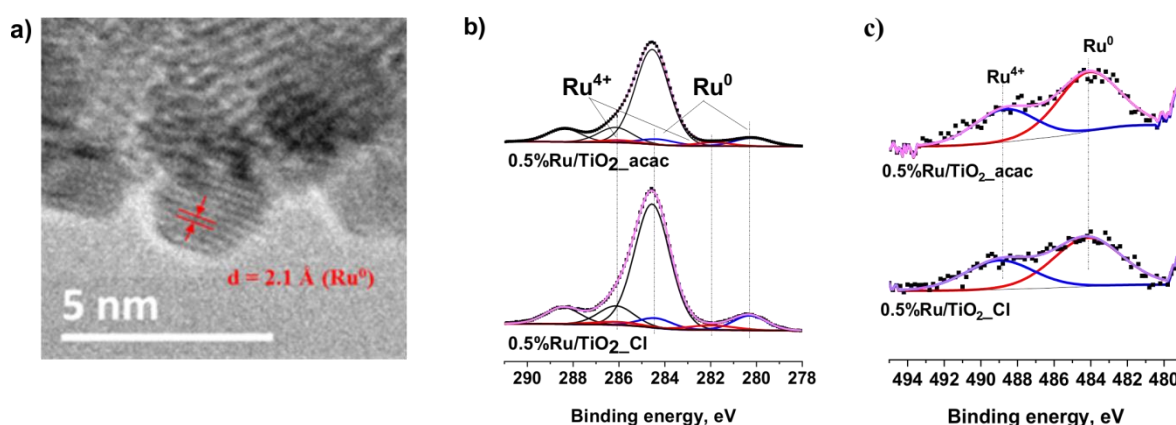 a)
d = 2.1 Å (Ru⁰)
5 nm
b)
Ru⁴⁺
Ru⁰
0.5%Ru/TiO₂_acac
0.5%Ru/TiO₂_Cl
290 288 286 284 282 280 278
Binding energy, eV
c)
Ru⁰
Ru⁴⁺
0.5%Ru/TiO₂_acac
0.5%Ru/TiO₂_Cl
494 492 490 488 486 484 482 480
Binding energy, eV